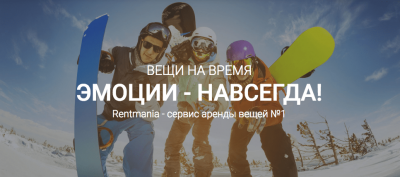 ВЕЩИ НА ВРЕМЯ
ЭМОЦИИ - НАВСЕГДА!
Rentmania - сервис аренды вещей №1